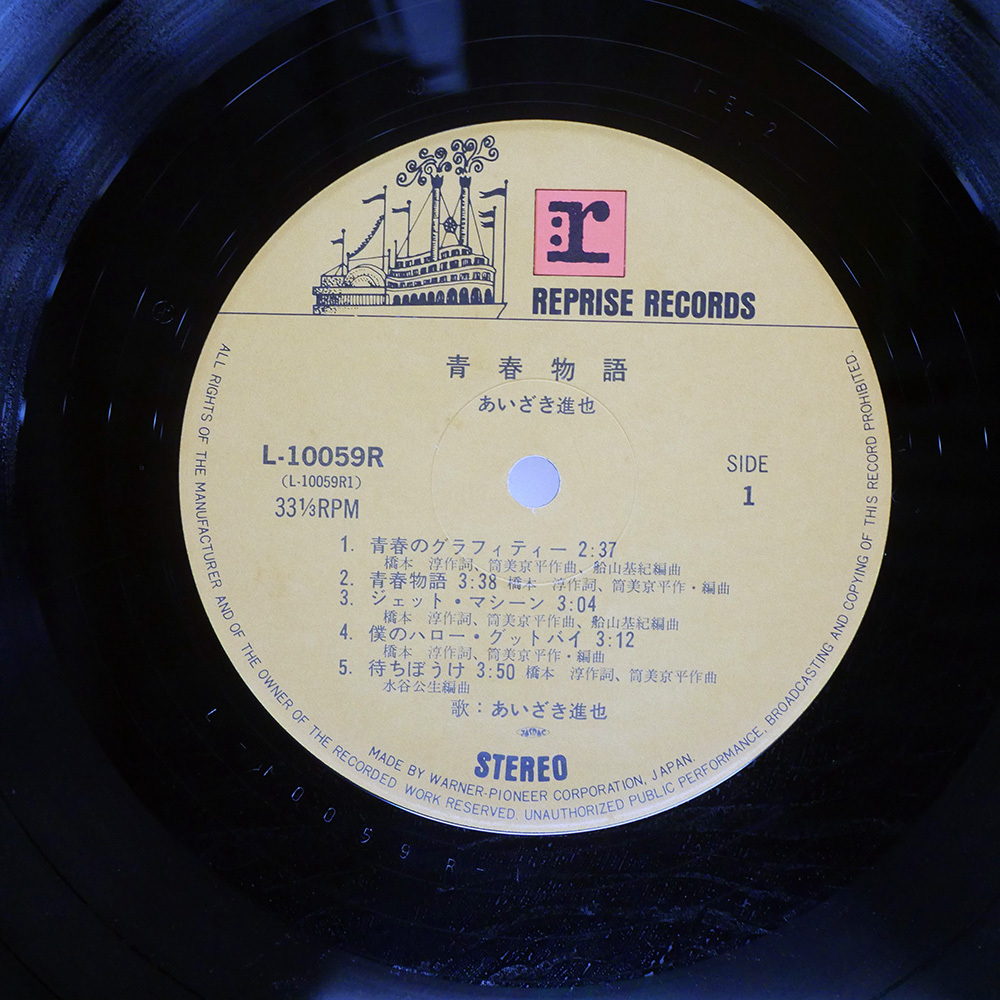 1-E-2
r
REPRISE RECORDS
青春物語
あいざき進也
L-10059R
(L-10059R1)
33⅓RPM
SIDE
1
1. 青春のグラフィティー 2:37
橋本 淳作詞、筒美京平作曲、船山基紀編曲
2. 青春物語 3:38 橋本 淳作詞、筒美京平作・編曲
3. ジェット・マシーン 3:04
橋本 淳作詞、筒美京平作曲、船山基紀編曲
4. 僕のハロー・グットバイ 3:12
橋本 淳作詞、筒美京平作・編曲
5. 待ちぼうけ 3:50 橋本 淳作詞、筒美京平作曲
水谷公生編曲
歌：あいざき進也
JASRAC
STEREO
MADE BY WARNER-PIONEER CORPORATION, JAPAN.
ALL RIGHTS OF THE MANUFACTURER AND OF THE OWNER OF THE RECORDED WORK RESERVED. UNAUTHORIZED PUBLIC PERFORMANCE, BROADCASTING AND COPYING OF THIS RECORD PROHIBITED.
L-10059R-1